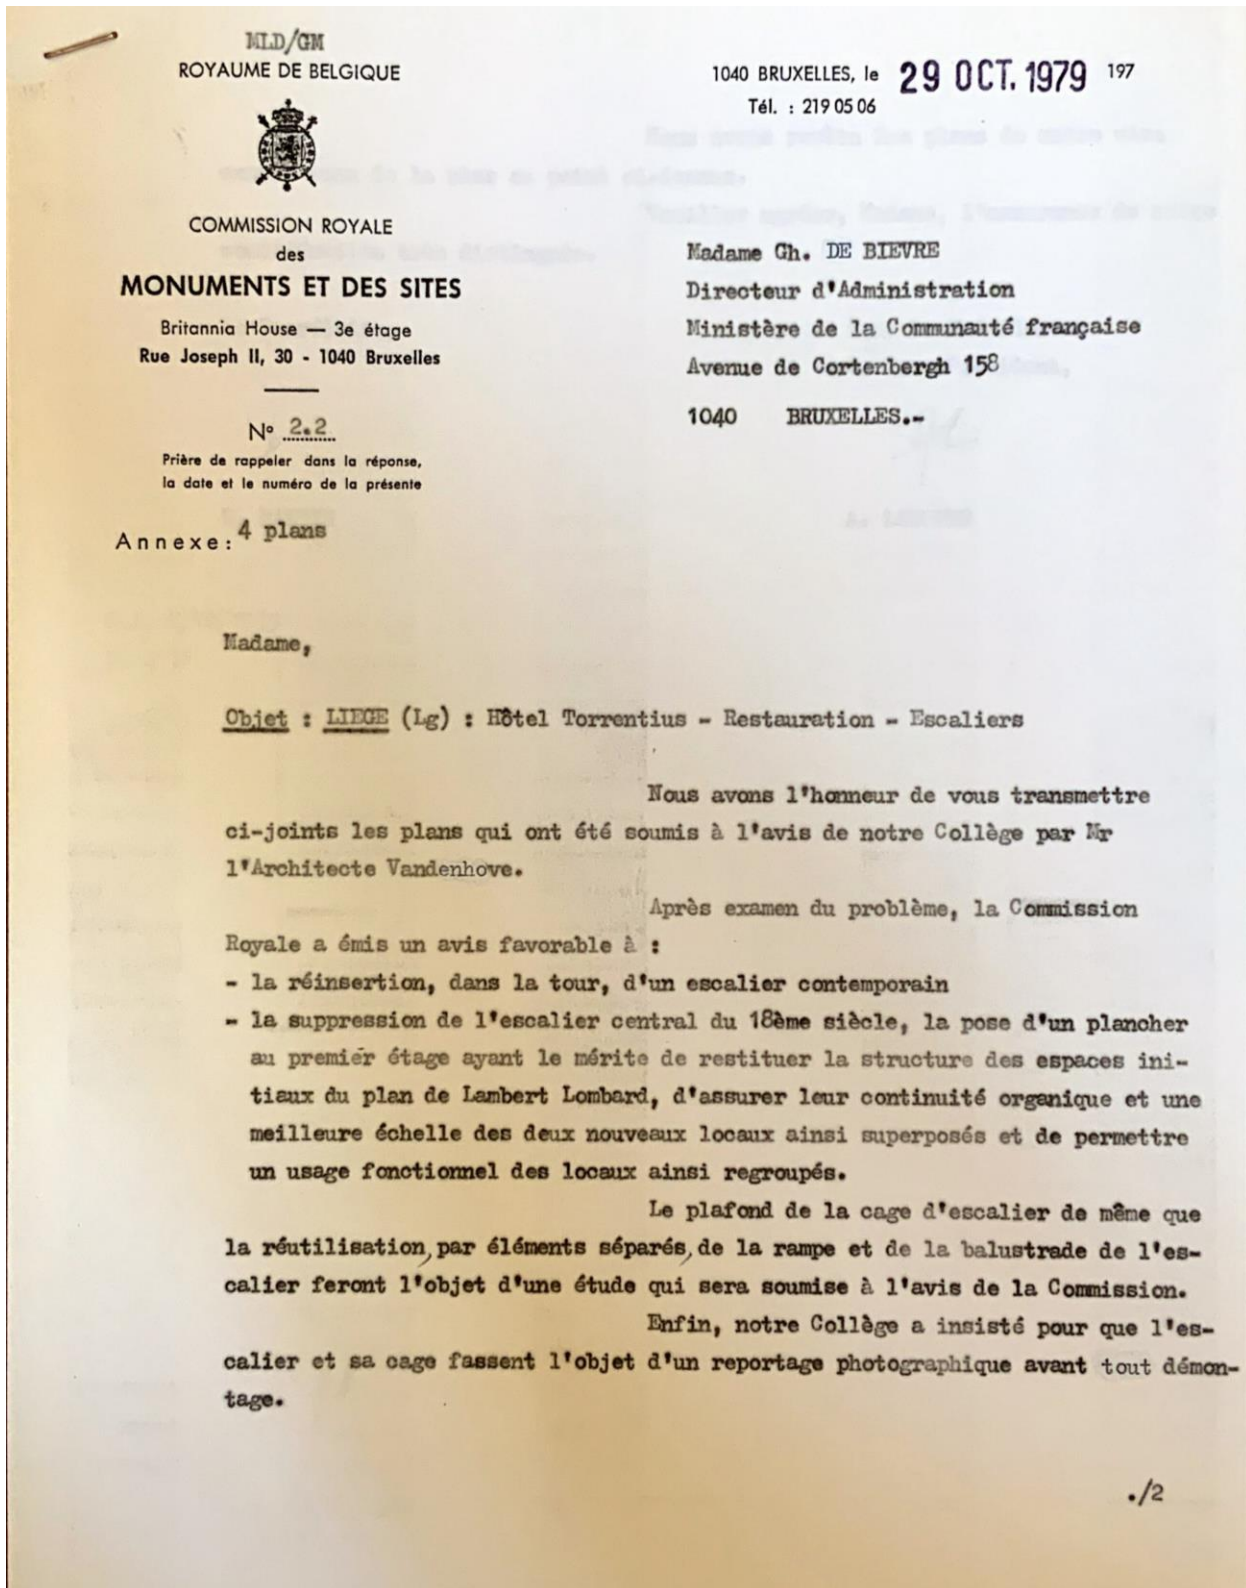 MLD/GM
ROYAUME DE BELGIQUE
COMMISSION ROYALE
des
MONUMENTS ET DES SITES
Britannia House — 3e étage
Rue Joseph II, 30 - 1040 Bruxelles
N° 2.2
Prière de rappeler dans la réponse,
la date et le numéro de la présente
Annexe: 4 plans
1040 BRUXELLES, le 29 OCT. 1979 197
Tél. : 219 05 06
Madame Gh. DE BIEVRE
Directeur d'Administration
Ministère de la Communauté française
Avenue de Cortenbergh 158
1040 BRUXELLES.-
Madame,
Objet : LIEGE (Lg) : Hôtel Torrentius - Restauration - Escaliers
Nous avons l'honneur de vous transmettre
ci-joints les plans qui ont été soumis à l'avis de notre Collège par Mr
l'Architecte Vandenhove.
Après examen du problème, la Commission
Royale a émis un avis favorable à :
- la réinsertion, dans la tour, d'un escalier contemporain
- la suppression de l'escalier central du 18ème siècle, la pose d'un plancher
au premier étage ayant le mérite de restituer la structure des espaces ini-
tiaux du plan de Lambert Lombard, d'assurer leur continuité organique et une
meilleure échelle des deux nouveaux locaux ainsi superposés et de permettre
un usage fonctionnel des locaux ainsi regroupés.
Le plafond de la cage d'escalier de même que
la réutilisation, par éléments séparés, de la rampe et de la balustrade de l'es-
calier feront l'objet d'une étude qui sera soumise à l'avis de la Commission.
Enfin, notre Collège a insisté pour que l'es-
calier et sa cage fassent l'objet d'un reportage photographique avant tout démon-
tage.
./2